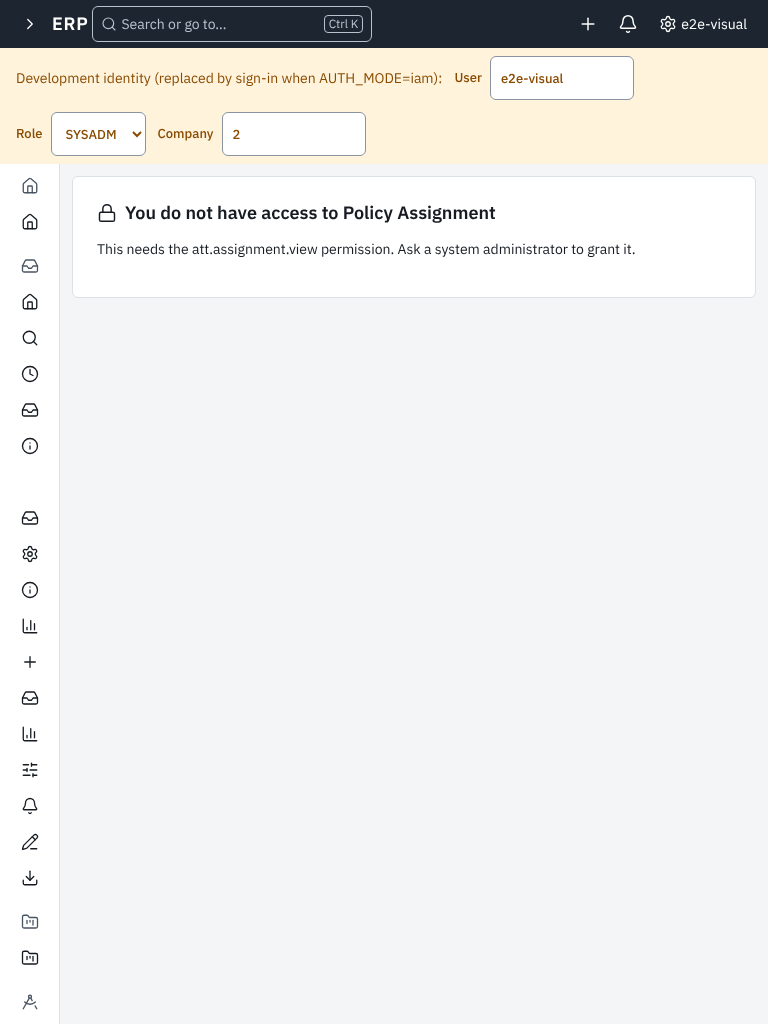 ERP Search or go to... Ctrl K e2e-visual
Development identity (replaced by sign-in when AUTH_MODE=iam): User e2e-visual
Role SYSADM Company 2
You do not have access to Policy Assignment
This needs the att.assignment.view permission. Ask a system administrator to grant it.